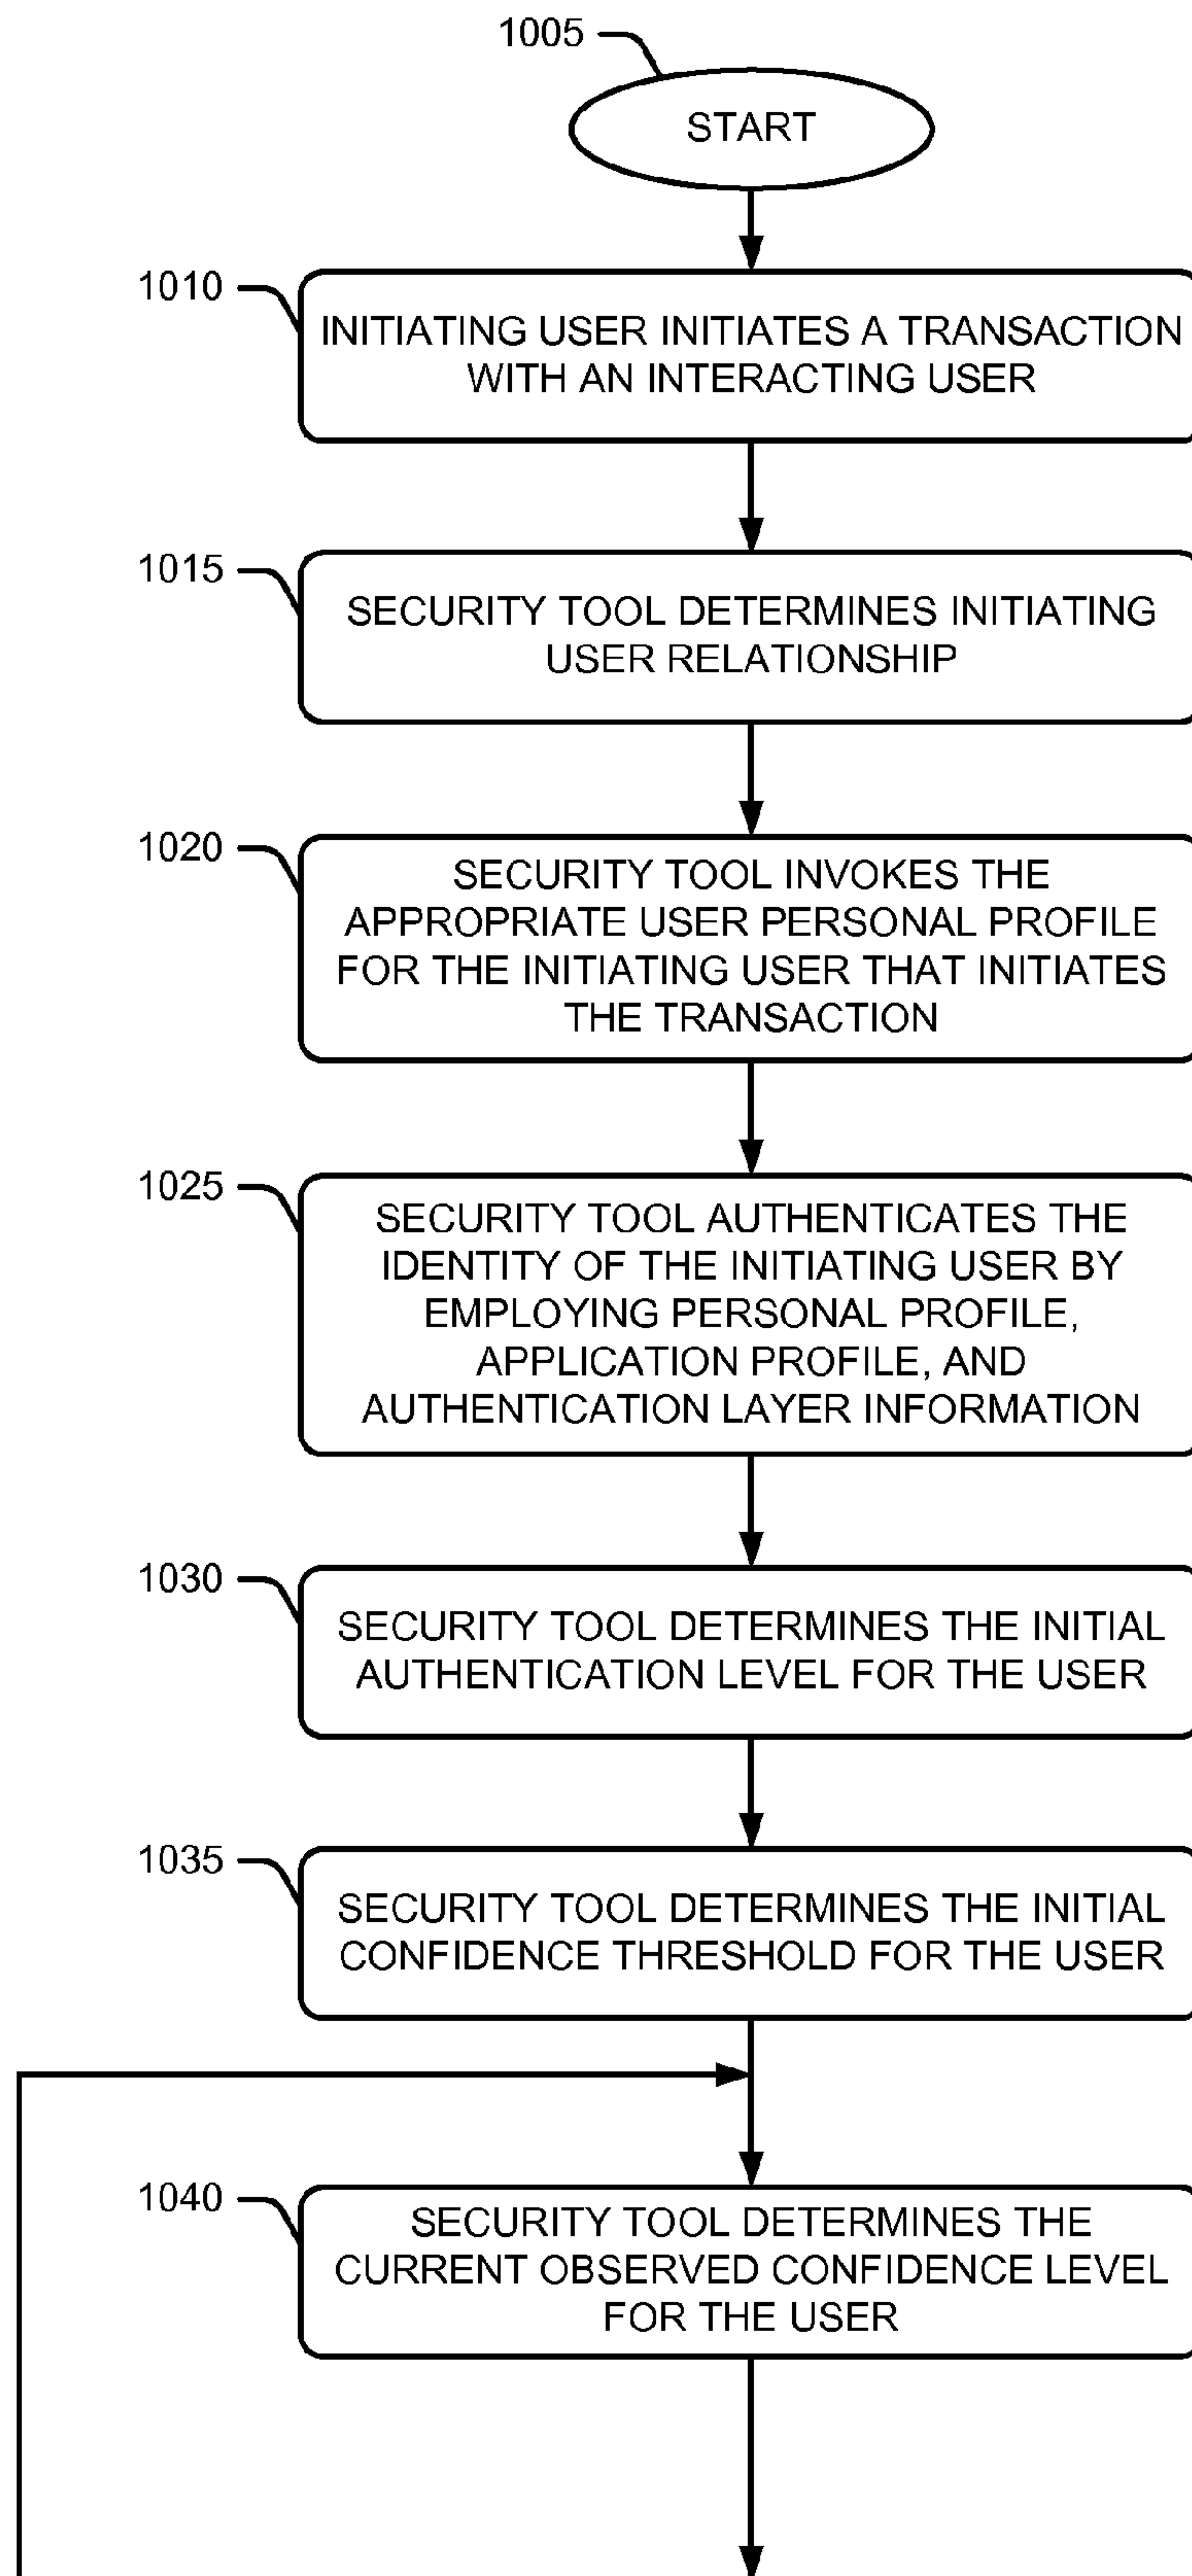 1005
START
1010
INITIATING USER INITIATES A TRANSACTION
WITH AN INTERACTING USER
1015
SECURITY TOOL DETERMINES INITIATING
USER RELATIONSHIP
1020
SECURITY TOOL INVOKES THE
APPROPRIATE USER PERSONAL PROFILE
FOR THE INITIATING USER THAT INITIATES
THE TRANSACTION
1025
SECURITY TOOL AUTHENTICATES THE
IDENTITY OF THE INITIATING USER BY
EMPLOYING PERSONAL PROFILE,
APPLICATION PROFILE, AND
AUTHENTICATION LAYER INFORMATION
1030
SECURITY TOOL DETERMINES THE INITIAL
AUTHENTICATION LEVEL FOR THE USER
1035
SECURITY TOOL DETERMINES THE INITIAL
CONFIDENCE THRESHOLD FOR THE USER
1040
SECURITY TOOL DETERMINES THE
CURRENT OBSERVED CONFIDENCE LEVEL
FOR THE USER